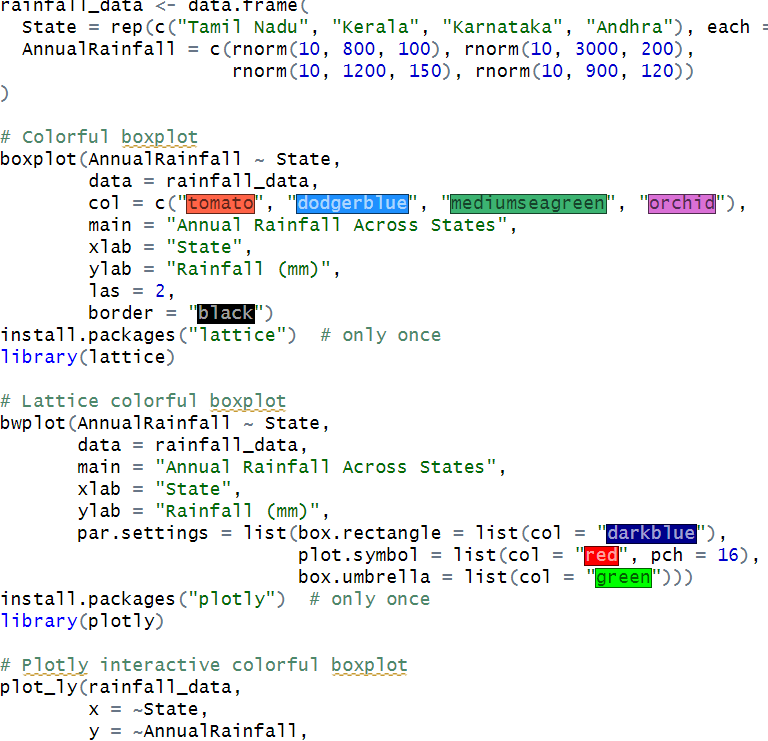 rainfall_data <- data.frame(
  State = rep(c("Tamil Nadu", "Kerala", "Karnataka", "Andhra"), each =
  AnnualRainfall = c(rnorm(10, 800, 100), rnorm(10, 3000, 200),
                     rnorm(10, 1200, 150), rnorm(10, 900, 120))
)

# Colorful boxplot
boxplot(AnnualRainfall ~ State,
        data = rainfall_data,
        col = c("tomato", "dodgerblue", "mediumseagreen", "orchid"),
        main = "Annual Rainfall Across States",
        xlab = "State",
        ylab = "Rainfall (mm)",
        las = 2,
        border = "black")
install.packages("lattice")  # only once
library(lattice)

# Lattice colorful boxplot
bwplot(AnnualRainfall ~ State,
       data = rainfall_data,
       main = "Annual Rainfall Across States",
       xlab = "State",
       ylab = "Rainfall (mm)",
       par.settings = list(box.rectangle = list(col = "darkblue"),
                           plot.symbol = list(col = "red", pch = 16),
                           box.umbrella = list(col = "green")))
install.packages("plotly")  # only once
library(plotly)

# Plotly interactive colorful boxplot
plot_ly(rainfall_data,
        x = ~State,
        y = ~AnnualRainfall,